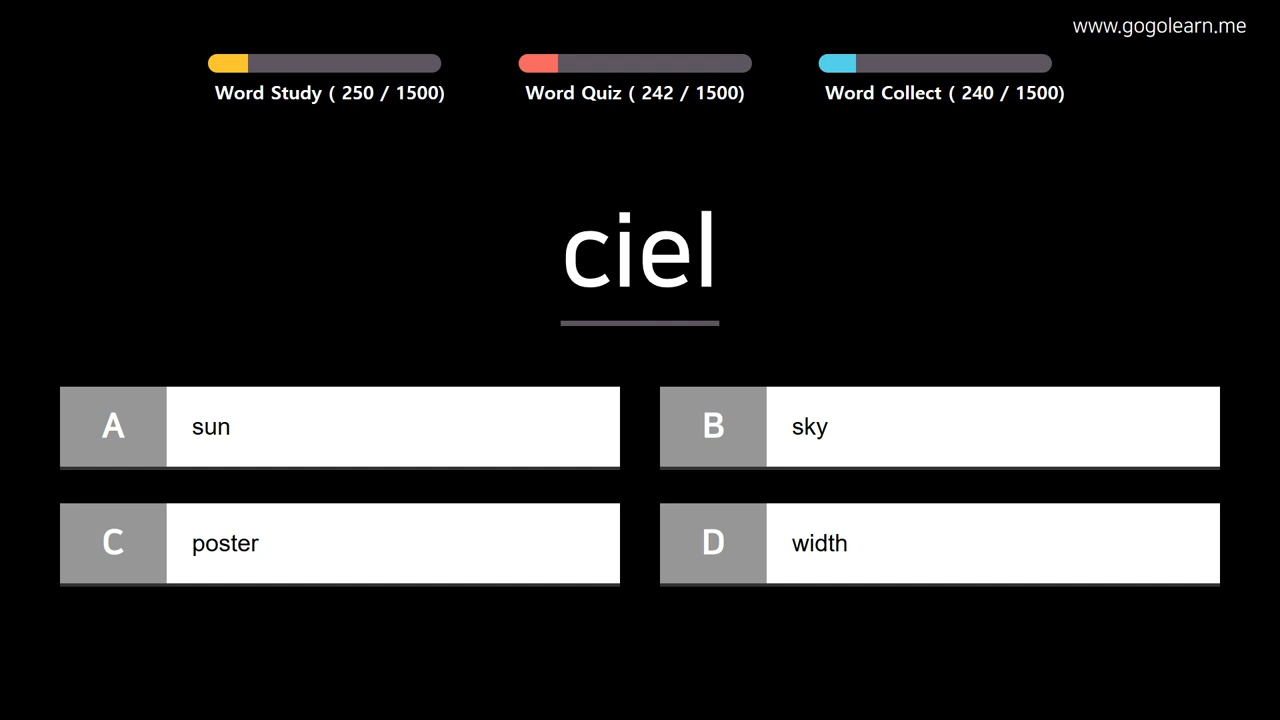 www.gogolearn.me
Word Study ( 250 / 1500)
Word Quiz ( 242 / 1500)
Word Collect ( 240 / 1500)
ciel
A sun
B sky
C poster
D width